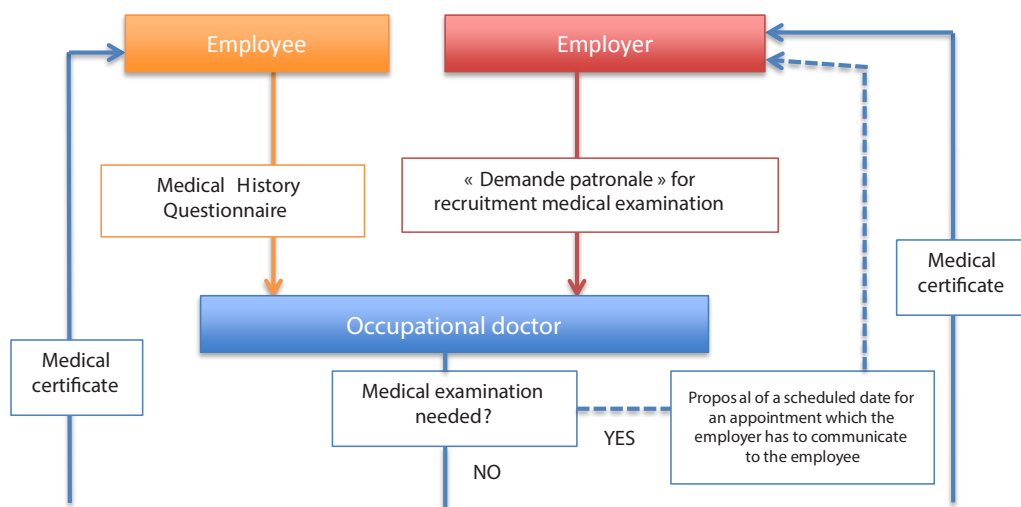 Employee
Employer
Medical History
Questionnaire
« Demande patronale » for
recruitment medical examination
Medical
certificate
Occupational doctor
Medical
certificate
Medical examination
needed?
YES
NO
Proposal of a scheduled date for
an appointment which the
employer has to communicate
to the employee